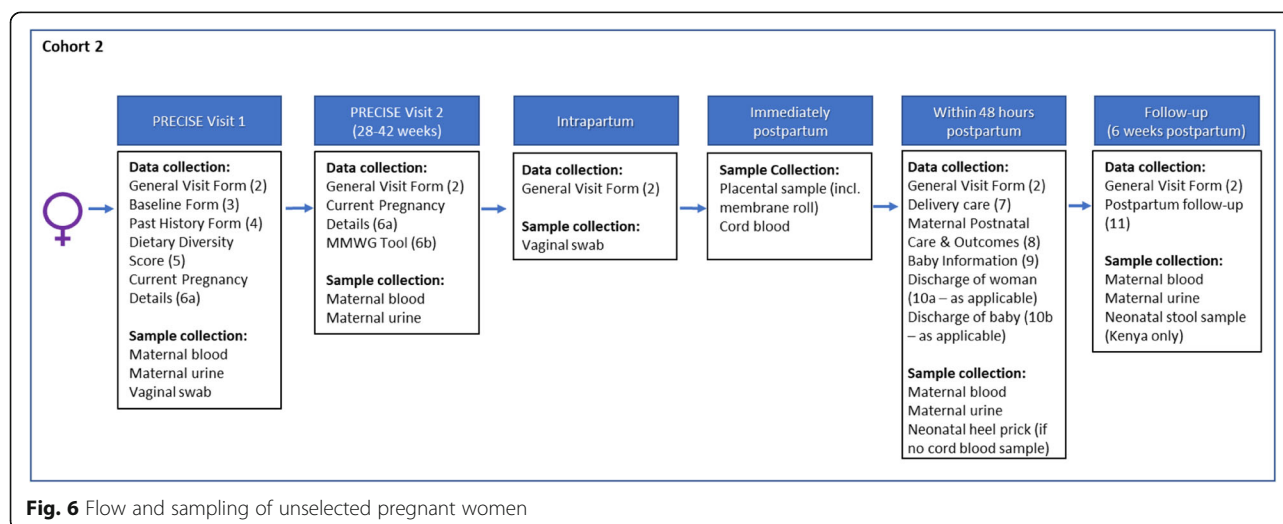 Cohort 2
PRECISE Visit 1
Data collection:
General Visit Form (2)
Baseline Form (3)
Past History Form (4)
Dietary Diversity
Score (5)
Current Pregnancy
Details (6a)
Sample collection:
Maternal blood
Maternal urine
Vaginal swab
PRECISE Visit 2
(28-42 weeks)
Data collection:
General Visit Form (2)
Current Pregnancy
Details (6a)
MMWG Tool (6b)
Sample collection:
Maternal blood
Maternal urine
Intrapartum
Data collection:
General Visit Form (2)
Sample collection:
Vaginal swab
Immediately
postpartum
Sample Collection:
Placental sample (incl.
membrane roll)
Cord blood
Within 48 hours
postpartum
Data collection:
General Visit Form (2)
Delivery care (7)
Maternal Postnatal
Care & Outcomes (8)
Baby Information (9)
Discharge of woman
(10a – as applicable)
Discharge of baby (10b
– as applicable)
Sample collection:
Maternal blood
Maternal urine
Neonatal heel prick (if
no cord blood sample)
Follow-up
(6 weeks postpartum)
Data collection:
General Visit Form (2)
Postpartum follow-up
(11)
Sample collection:
Maternal blood
Maternal urine
Neonatal stool sample
(Kenya only)
Fig. 6 Flow and sampling of unselected pregnant women